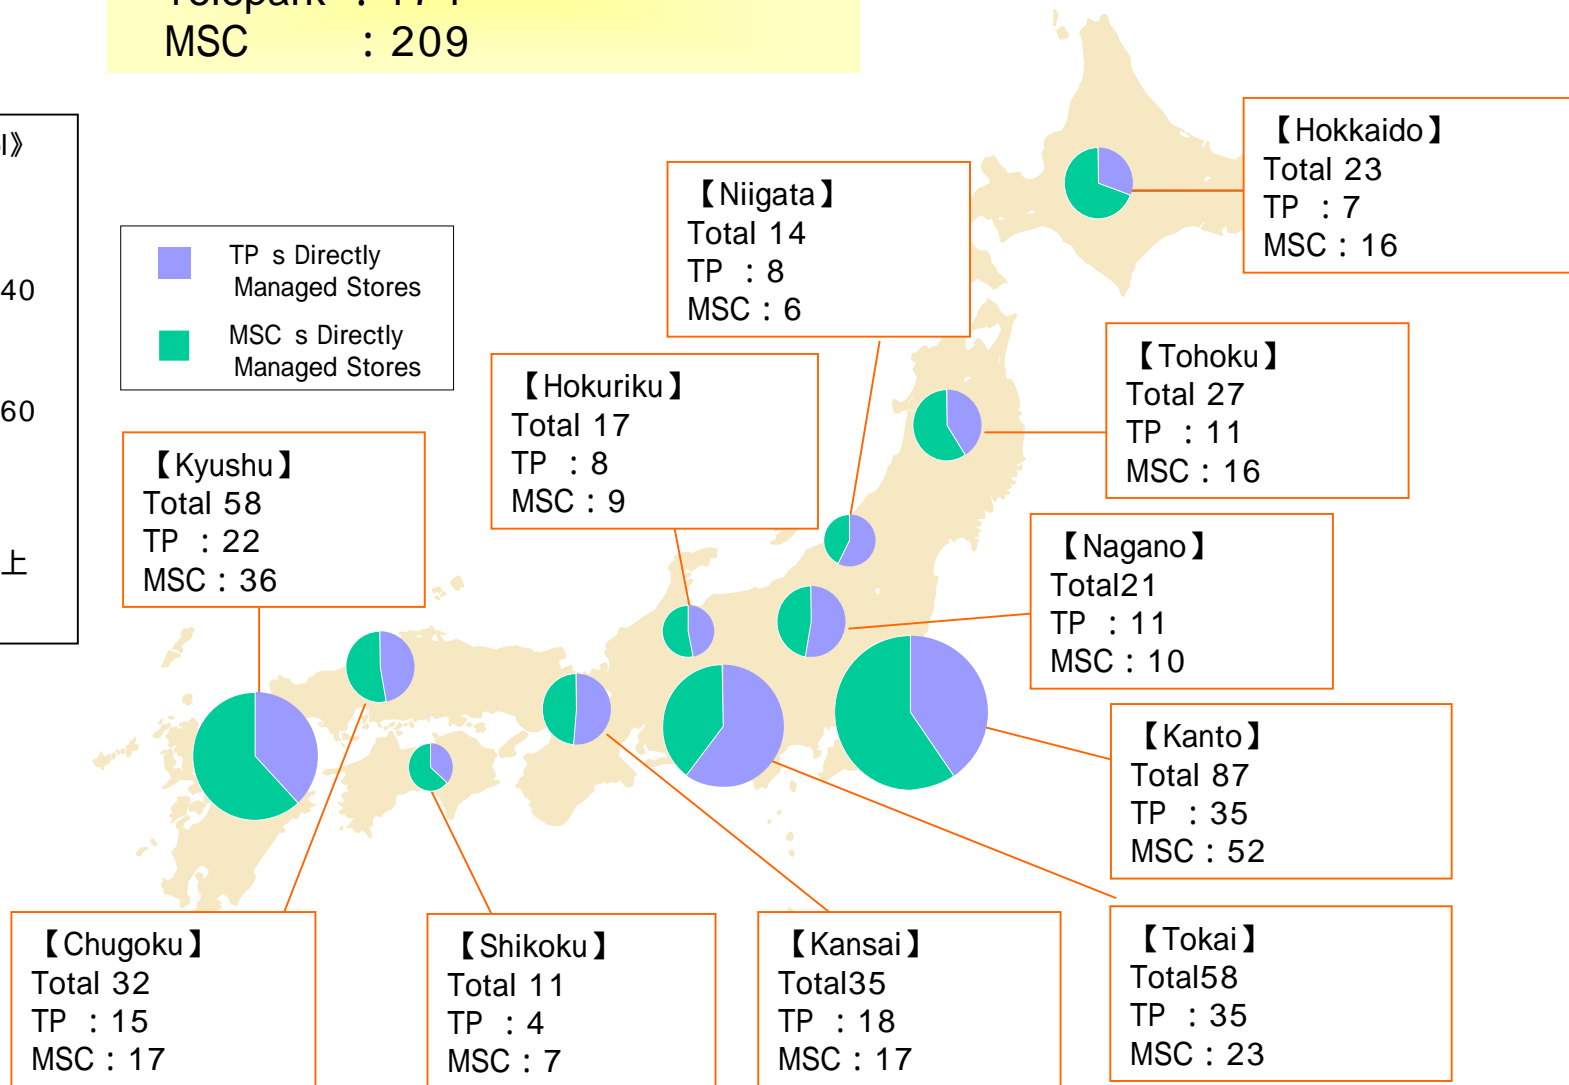 MSC : 209
40
60
上
TP s Directly
Managed Stores
MSC s Directly
Managed Stores
【Hokkaido】
Total 23
TP : 7
MSC : 16
【Niigata】
Total 14
TP : 8
MSC : 6
【Tohoku】
Total 27
TP : 11
MSC : 16
【Hokuriku】
Total 17
TP : 8
MSC : 9
【Kyushu】
Total 58
TP : 22
MSC : 36
【Nagano】
Total21
TP : 11
MSC : 10
【Kanto】
Total 87
TP : 35
MSC : 52
【Chugoku】
Total 32
TP : 15
MSC : 17
【Shikoku】
Total 11
TP : 4
MSC : 7
【Kansai】
Total35
TP : 18
MSC : 17
【Tokai】
Total58
TP : 35
MSC : 23